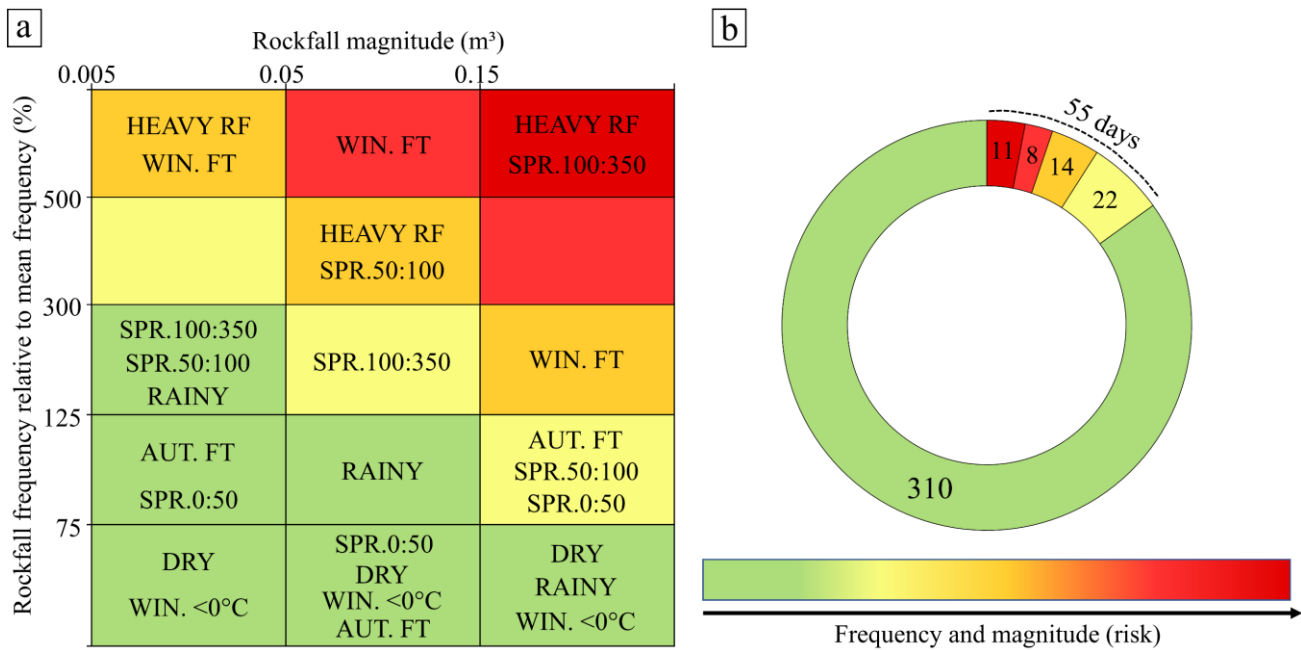 a
Rockfall magnitude (m³)
0.005
0.05
0.15
Rockfall frequency relative to mean frequency (%)
HEAVY RF
WIN. FT
WIN. FT
HEAVY RF
SPR.100:350
500
HEAVY RF
SPR.50:100
300
SPR.100:350
SPR.50:100
RAINY
SPR.100:350
WIN. FT
125
AUT. FT
SPR.0:50
RAINY
AUT. FT
SPR.50:100
SPR.0:50
75
DRY
WIN. <0°C
SPR.0:50
DRY
WIN. <0°C
AUT. FT
DRY
RAINY
WIN. <0°C
b
55 days
11
8
14
22
310
Frequency and magnitude (risk)